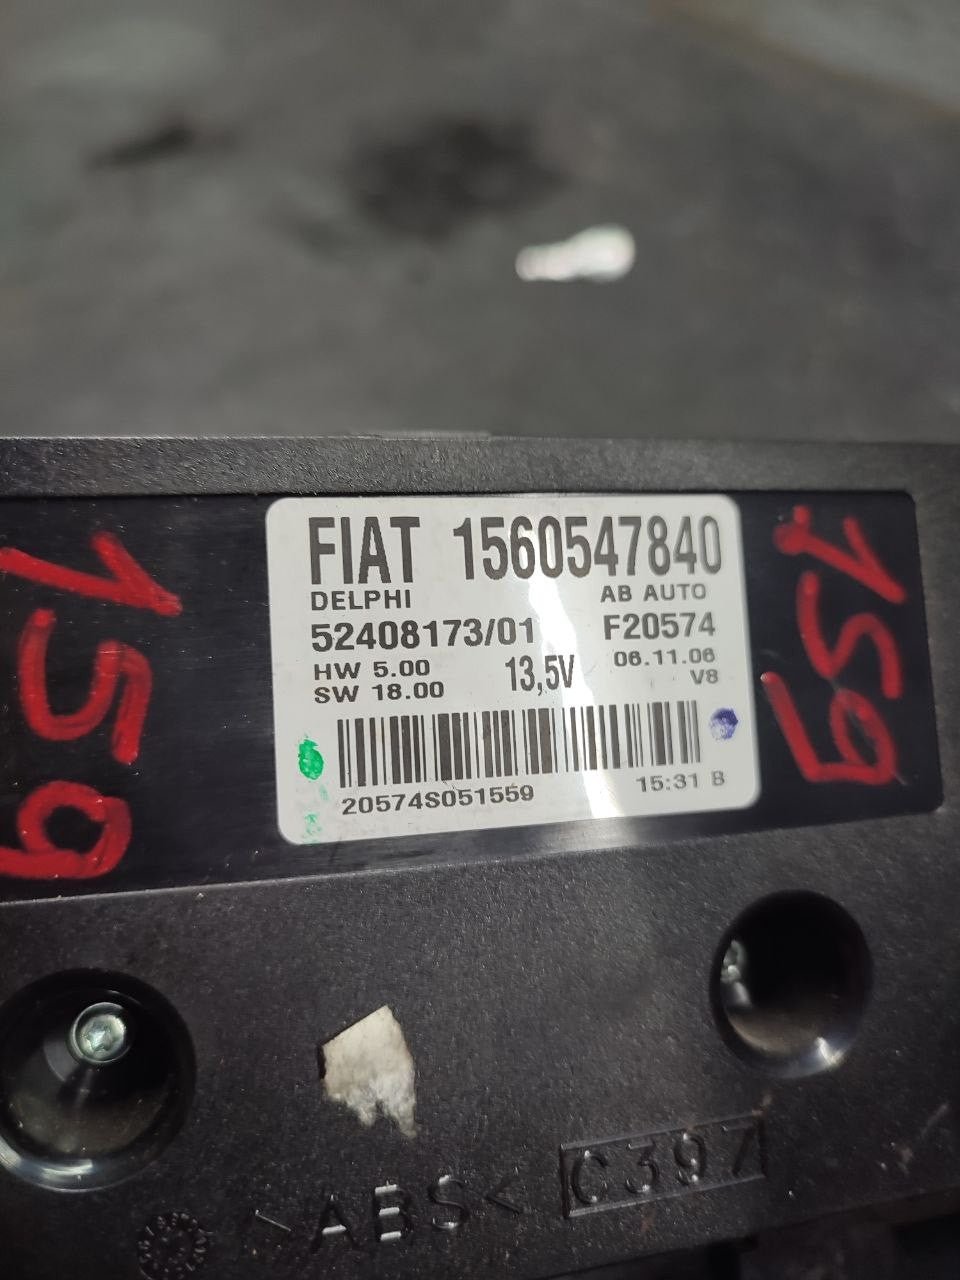 159
FIAT 1560547840
DELPHI AB AUTO
52408173/01 F20574
HW 5.00 13,5V 06.11.06
SW 18.00 V8
20574S051559 15:31 B
159
>ABS< C397